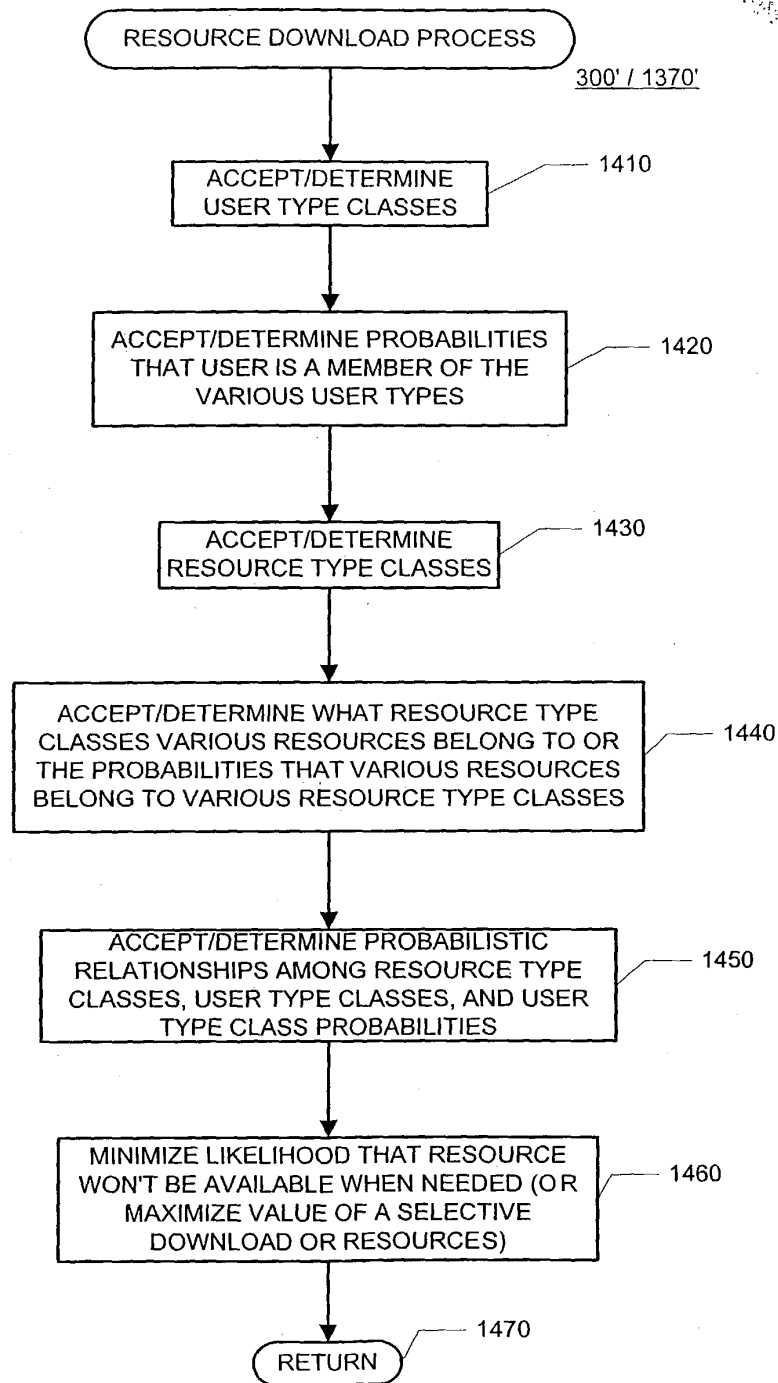 RESOURCE DOWNLOAD PROCESS
300' / 1370'
ACCEPT/DETERMINE
USER TYPE CLASSES
1410
ACCEPT/DETERMINE PROBABILITIES
THAT USER IS A MEMBER OF THE
VARIOUS USER TYPES
1420
ACCEPT/DETERMINE
RESOURCE TYPE CLASSES
1430
ACCEPT/DETERMINE WHAT RESOURCE TYPE
CLASSES VARIOUS RESOURCES BELONG TO OR
THE PROBABILITIES THAT VARIOUS RESOURCES
BELONG TO VARIOUS RESOURCE TYPE CLASSES
1440
ACCEPT/DETERMINE PROBABILISTIC
RELATIONSHIPS AMONG RESOURCE TYPE
CLASSES, USER TYPE CLASSES, AND USER
TYPE CLASS PROBABILITIES
1450
MINIMIZE LIKELIHOOD THAT RESOURCE
WON'T BE AVAILABLE WHEN NEEDED (OR
MAXIMIZE VALUE OF A SELECTIVE
DOWNLOAD OR RESOURCES)
1460
RETURN
1470